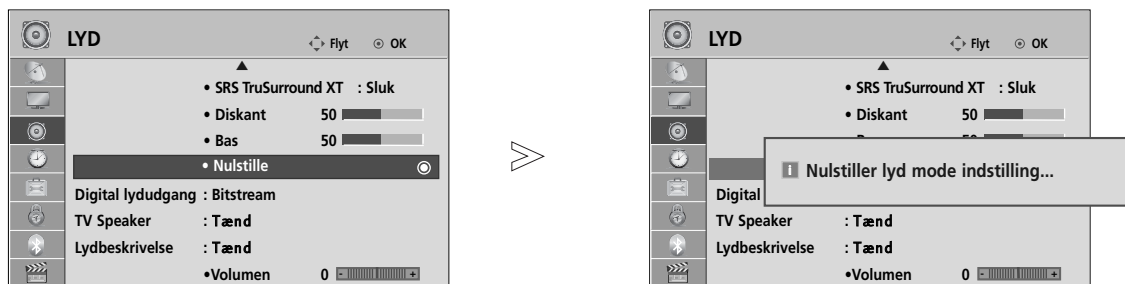 LYD Flyt OK
• SRS TruSurround XT : Sluk
• Diskant 50
• Bas 50
• Nulstille
Digital lydudgang : Bitstream
TV Speaker : Tænd
Lydbeskrivelse : Tænd
•Volumen 0 - +
>
LYD Flyt OK
• SRS TruSurround XT : Sluk
• Diskant 50
i Nulstiller lyd mode indstilling...
Digital
TV Speaker : Tænd
Lydbeskrivelse : Tænd
•Volumen 0 - +